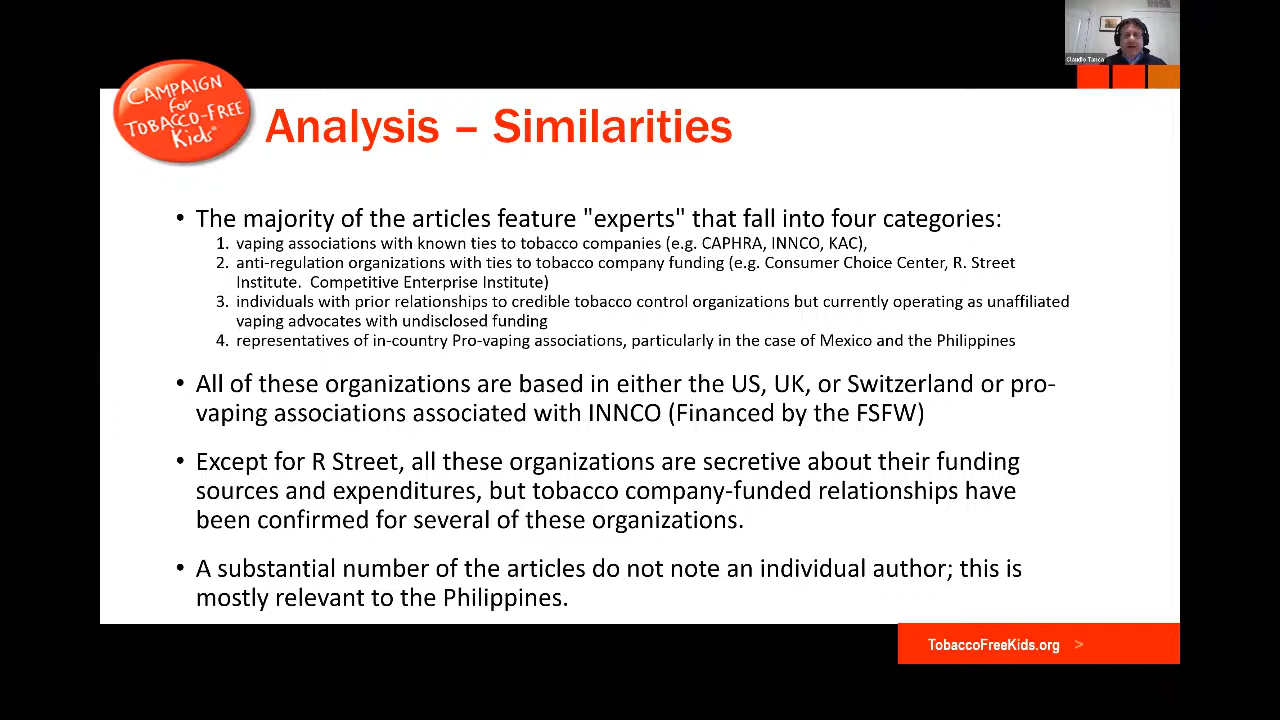 Claudio Tanca
CAMPAIGN
for
TOBACCO-FREE
Kids®
Analysis – Similarities
• The majority of the articles feature "experts" that fall into four categories:
1. vaping associations with known ties to tobacco companies (e.g. CAPHRA, INNCO, KAC),
2. anti-regulation organizations with ties to tobacco company funding (e.g. Consumer Choice Center, R. Street
Institute. Competitive Enterprise Institute)
3. individuals with prior relationships to credible tobacco control organizations but currently operating as unaffiliated
vaping advocates with undisclosed funding
4. representatives of in-country Pro-vaping associations, particularly in the case of Mexico and the Philippines
• All of these organizations are based in either the US, UK, or Switzerland or pro-
vaping associations associated with INNCO (Financed by the FSFW)
• Except for R Street, all these organizations are secretive about their funding
sources and expenditures, but tobacco company-funded relationships have
been confirmed for several of these organizations.
• A substantial number of the articles do not note an individual author; this is
mostly relevant to the Philippines.
TobaccoFreeKids.org >